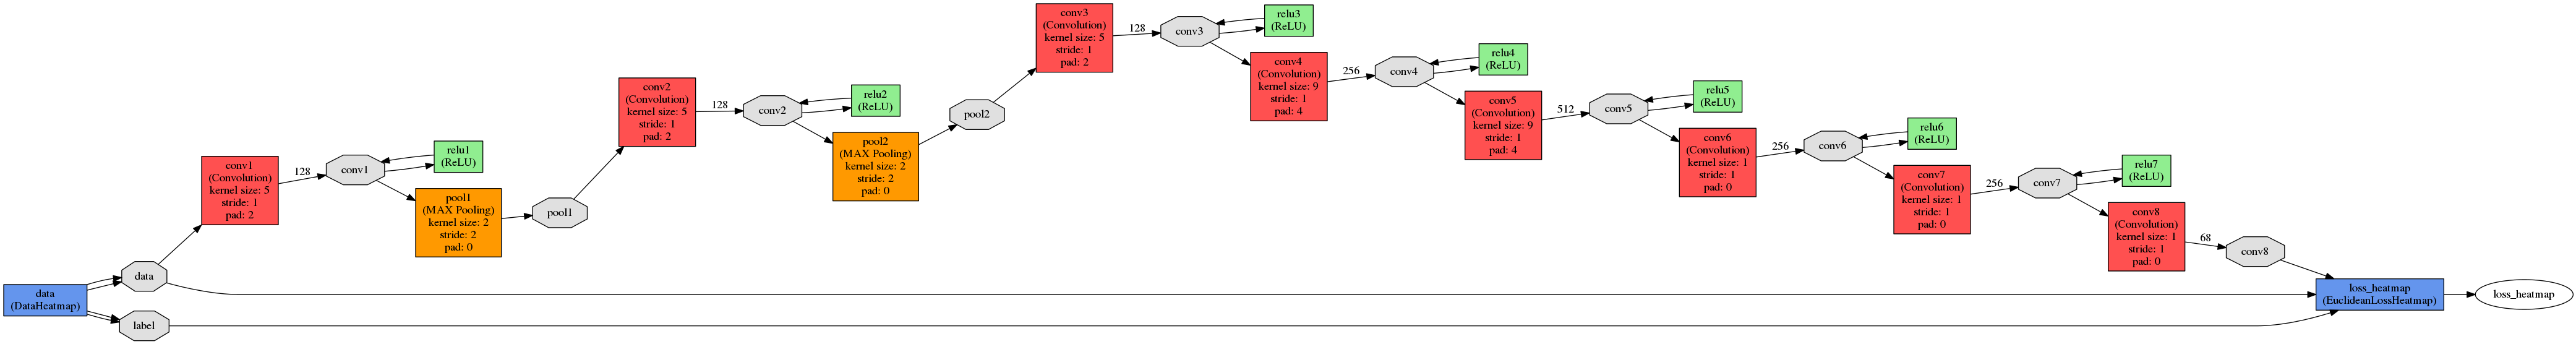 data
(DataHeatmap)
data
label
conv1
(Convolution)
kernel size: 5
stride: 1
pad: 2
128
conv1
relu1
(ReLU)
pool1
(MAX Pooling)
kernel size: 2
stride: 2
pad: 0
pool1
conv2
(Convolution)
kernel size: 5
stride: 1
pad: 2
128
conv2
relu2
(ReLU)
pool2
(MAX Pooling)
kernel size: 2
stride: 2
pad: 0
pool2
conv3
(Convolution)
kernel size: 5
stride: 1
pad: 2
128
conv3
relu3
(ReLU)
conv4
(Convolution)
kernel size: 9
stride: 1
pad: 4
256
conv4
relu4
(ReLU)
conv5
(Convolution)
kernel size: 9
stride: 1
pad: 4
512
conv5
relu5
(ReLU)
conv6
(Convolution)
kernel size: 1
stride: 1
pad: 0
256
conv6
relu6
(ReLU)
conv7
(Convolution)
kernel size: 1
stride: 1
pad: 0
256
conv7
relu7
(ReLU)
conv8
(Convolution)
kernel size: 1
stride: 1
pad: 0
68
conv8
loss_heatmap
(EuclideanLossHeatmap)
loss_heatmap